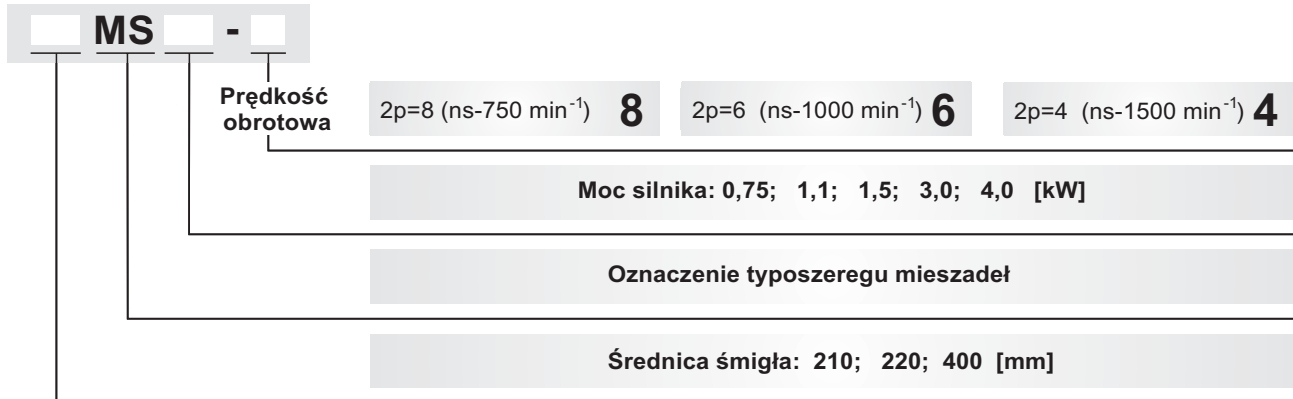 MS -
Prędkość
obrotowa
2p=8 (ns-750 min⁻¹) 8 2p=6 (ns-1000 min⁻¹) 6 2p=4 (ns-1500 min⁻¹) 4
Moc silnika: 0,75; 1,1; 1,5; 3,0; 4,0 [kW]
Oznaczenie typoszeregu mieszadeł
Średnica śmigła: 210; 220; 400 [mm]